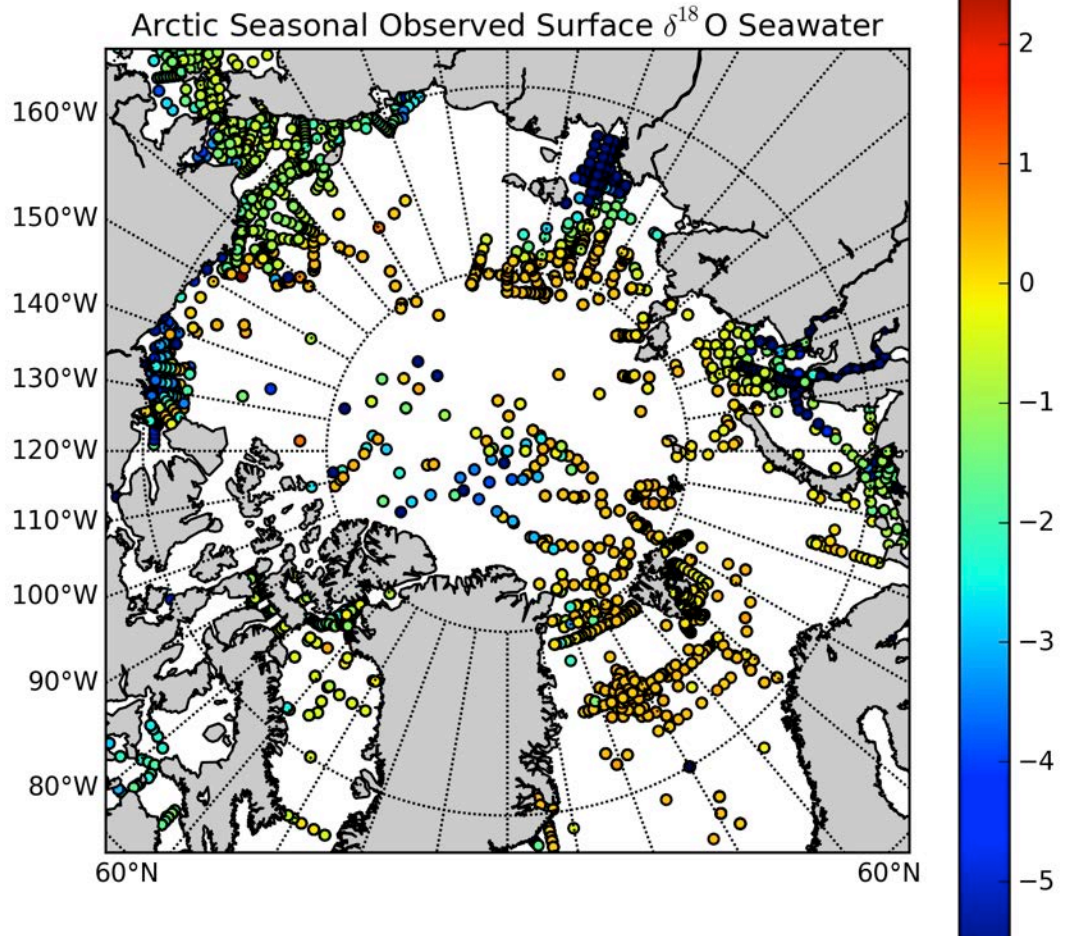 Arctic Seasonal Observed Surface δ¹⁸O Seawater
160°W
150°W
140°W
130°W
120°W
110°W
100°W
90°W
80°W
60°N
60°N
2
1
0
−1
−2
−3
−4
−5